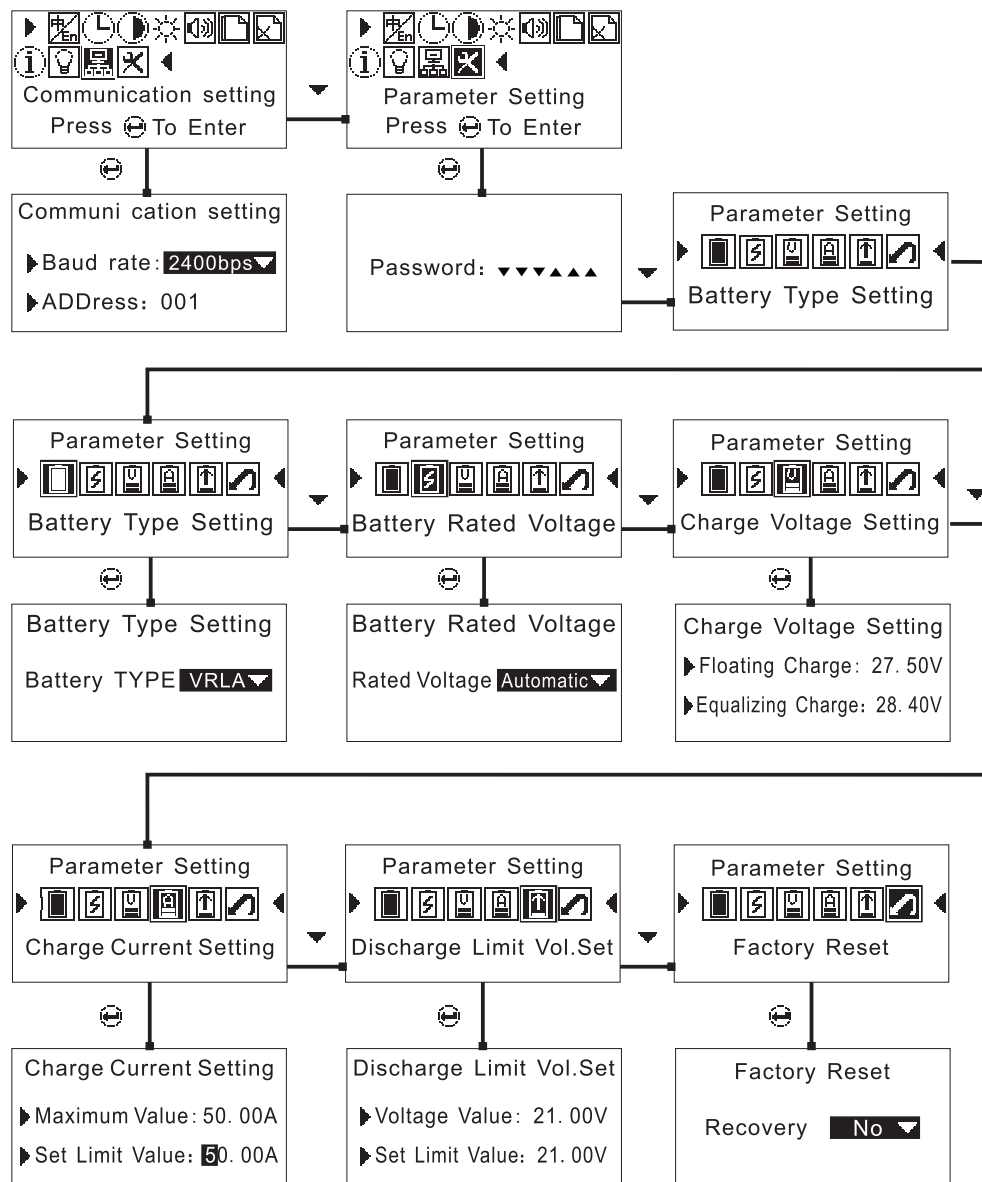 中/En
i
Communication setting
Press To Enter
中/En
i
Parameter Setting
Press To Enter
Communi cation setting
Baud rate: 2400bps
ADDress: 001
Password:
Parameter Setting
V A
Battery Type Setting
Parameter Setting
V A
Battery Type Setting
Parameter Setting
V A
Battery Rated Voltage
Parameter Setting
V A
Charge Voltage Setting
Battery Type Setting
Battery TYPE VRLA
Battery Rated Voltage
Rated Voltage Automatic
Charge Voltage Setting
Floating Charge: 27.50V
Equalizing Charge: 28.40V
Parameter Setting
V A
Charge Current Setting
Parameter Setting
V A
Discharge Limit Vol.Set
Parameter Setting
V A
Factory Reset
Charge Current Setting
Maximum Value: 50.00A
Set Limit Value: 50.00A
Discharge Limit Vol.Set
Voltage Value: 21.00V
Set Limit Value: 21.00V
Factory Reset
Recovery No